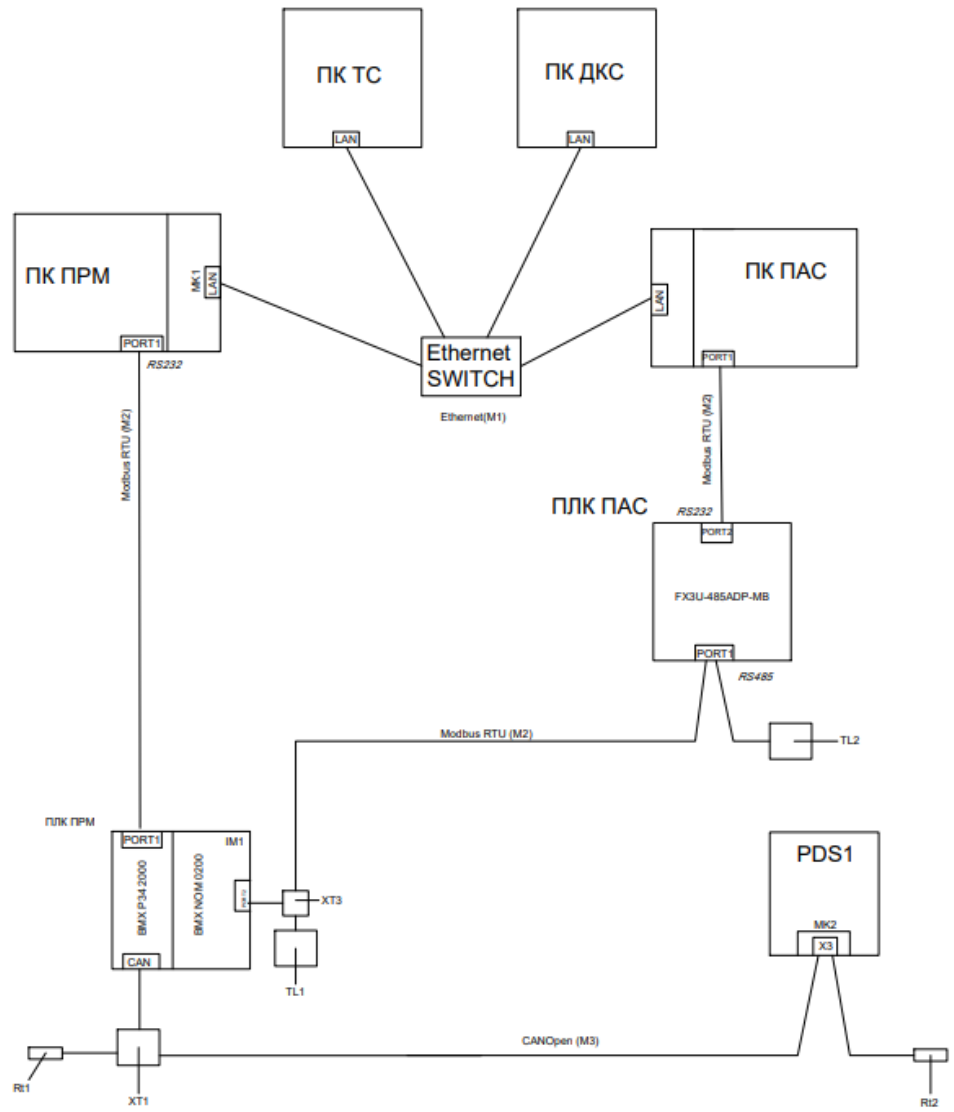 ПК ТС
ПК ДКС
LAN
LAN
ПК ПРМ
MK1
LAN
PORT1
RS232
ПК ПАС
LAN
PORT1
Ethernet
SWITCH
Ethernet(M1)
Modbus RTU (M2)
Modbus RTU (M2)
ПЛК ПАС
RS232
PORT2
FX3U-485ADP-MB
PORT1
RS485
Modbus RTU (M2)
TL2
ПЛК ПРМ
PORT1
IM1
BMX P34 2000
BMX NOM 0200
CAN
XT3
TL1
PDS1
MK2
X3
CANOpen (M3)
Rt1
XT1
Rt2